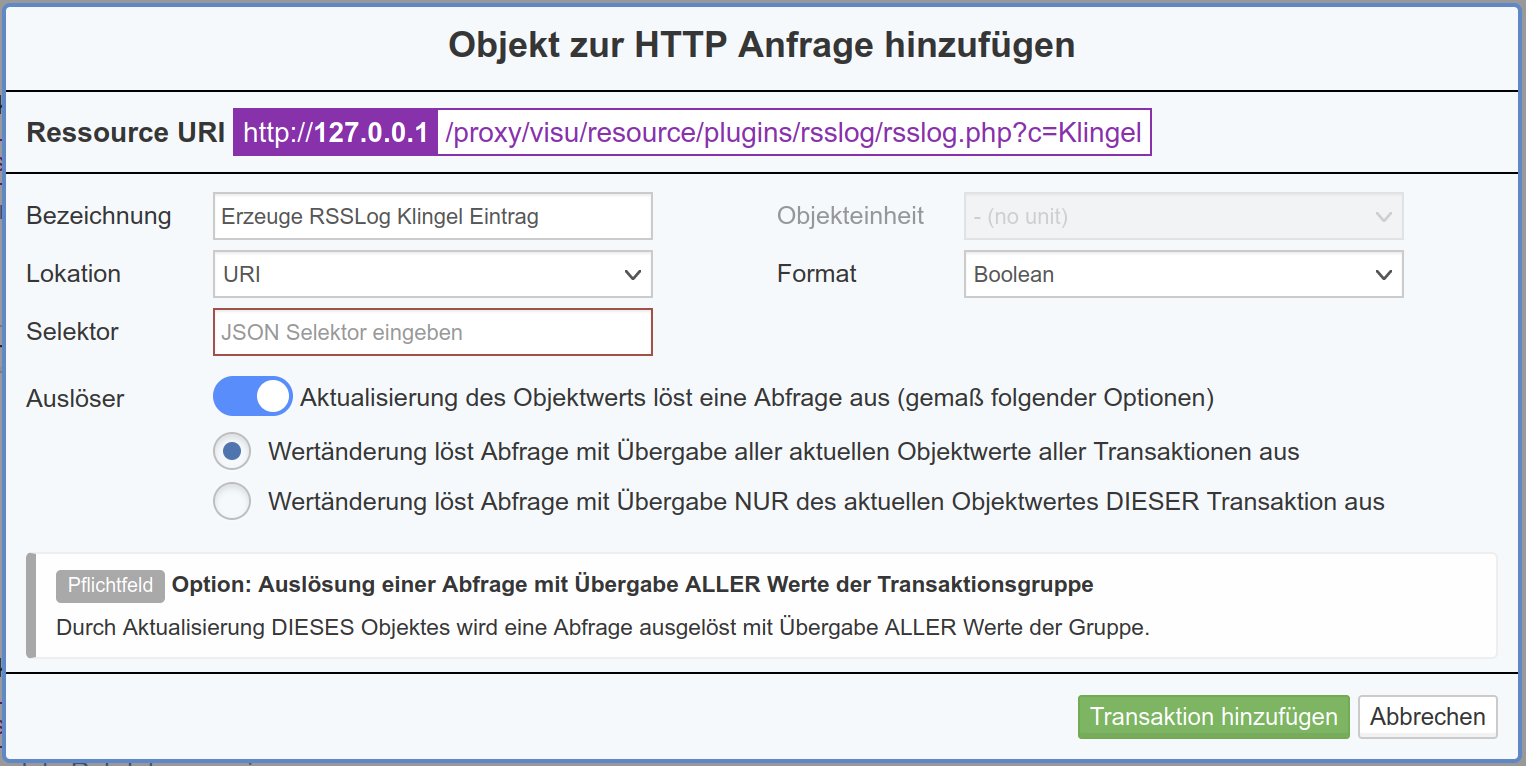 Objekt zur HTTP Anfrage hinzufügen
Ressource URI http://127.0.0.1 /proxy/visu/resource/plugins/rsslog/rsslog.php?c=Klingel
Bezeichnung Erzeuge RSSLog Klingel Eintrag Objekteinheit - (no unit)
Lokation URI Format Boolean
Selektor JSON Selektor eingeben
Auslöser Aktualisierung des Objektwerts löst eine Abfrage aus (gemäß folgender Optionen)
Wertänderung löst Abfrage mit Übergabe aller aktuellen Objektwerte aller Transaktionen aus
Wertänderung löst Abfrage mit Übergabe NUR des aktuellen Objektwertes DIESER Transaktion aus
Pflichtfeld Option: Auslösung einer Abfrage mit Übergabe ALLER Werte der Transaktionsgruppe
Durch Aktualisierung DIESES Objektes wird eine Abfrage ausgelöst mit Übergabe ALLER Werte der Gruppe.
Transaktion hinzufügen Abbrechen